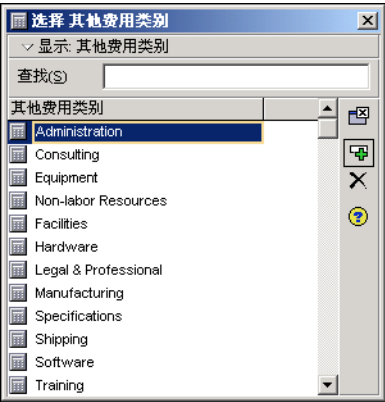 选择 其他费用类别
显示: 其他费用类别
查找(S)
其他费用类别
Administration
Consulting
Equipment
Non-labor Resources
Facilities
Hardware
Legal & Professional
Manufacturing
Specifications
Shipping
Software
Training